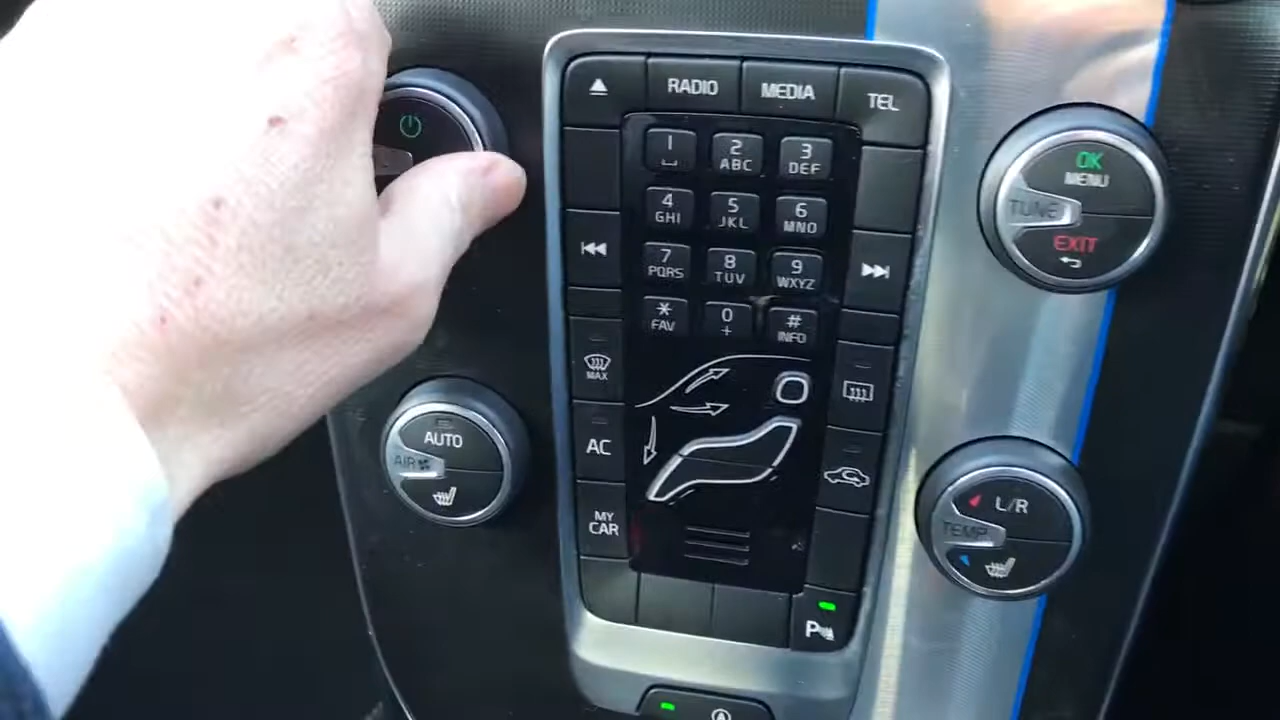 RADIO
MEDIA
TEL
1
2
ABC
3
DEF
4
GHI
5
JKL
6
MNO
7
PQRS
8
TUV
9
WXYZ
*
FAV
0
+
#
INFO
OK
MENU
TUNE
EXIT
MAX
AUTO
AIR
AC
MY
CAR
L/R
TEMP
P